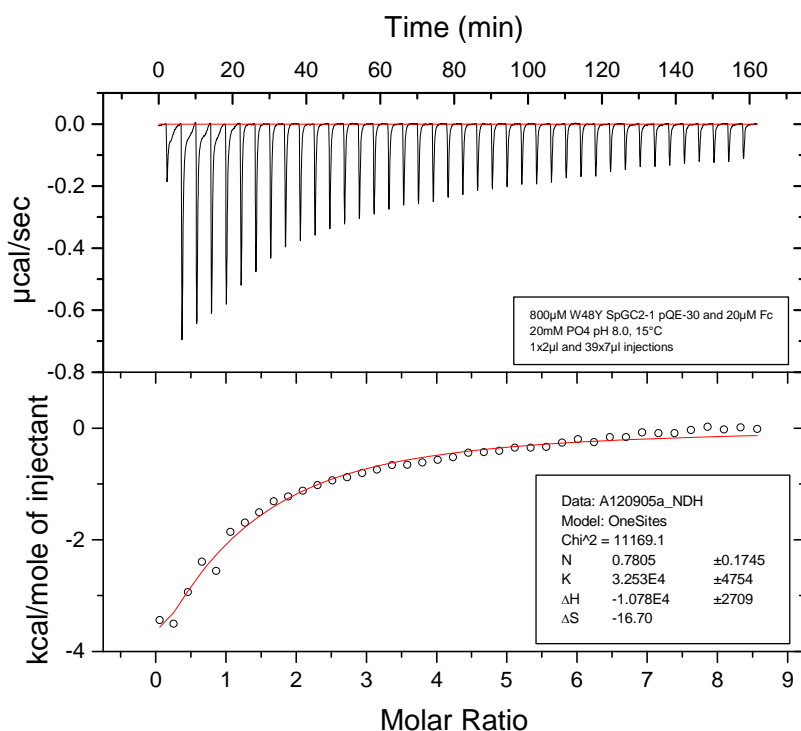 Time (min)
0 20 40 60 80 100 120 140 160
0.0
-0.2
-0.4
-0.6
-0.8
µcal/sec
800µM W48Y SpGC2-1 pQE-30 and 20µM Fc
20mM PO4 pH 8.0, 15°C
1x2µl and 39x7µl injections
0
-2
-4
kcal/mole of injectant
Data: A120905a_NDH
Model: OneSites
Chi^2 = 11169.1
N 0.7805 ±0.1745
K 3.253E4 ±4754
ΔH -1.078E4 ±2709
ΔS -16.70
0 1 2 3 4 5 6 7 8 9
Molar Ratio